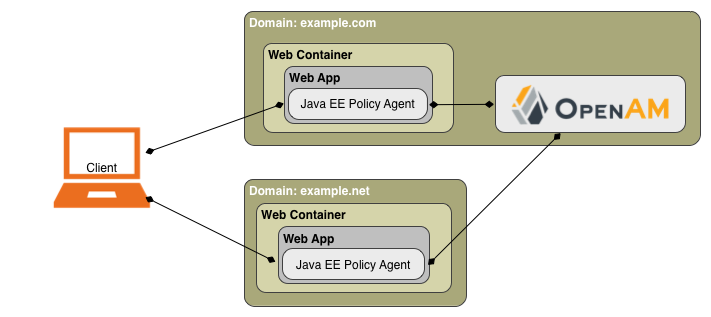 Domain: example.com
Web Container
Web App
Java EE Policy Agent
OPENAM
Client
Domain: example.net
Web Container
Web App
Java EE Policy Agent